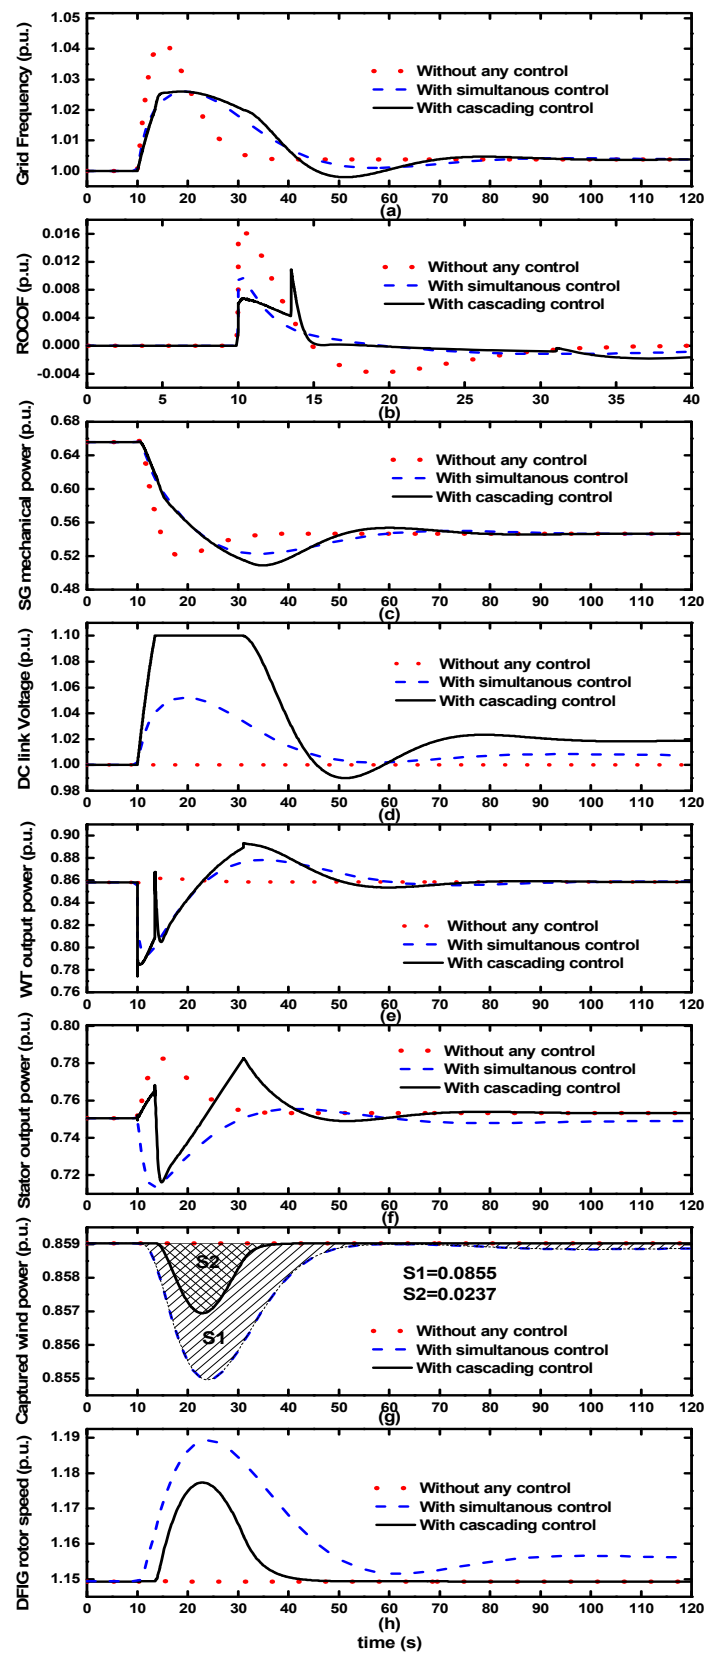 Grid Frequency (p.u.)
1.05
1.03
1.02
1.00
Without any control
With simultanous control
With cascading control
0 10 20 30 40 50 60 70 80 90 100 110 120
(a)
ROCOF (p.u.)
0.016
0.012
0.008
0.004
0.000
-0.004
Without any control
With simultanous control
With cascading control
0 5 10 15 20 25 30 35 40
(b)
SG mechanical power (p.u.)
0.68
0.64
0.60
0.56
0.52
0.48
Without any control
With simultanous control
With cascading control
0 10 20 30 40 50 60 70 80 90 100 110 120
(c)
DC link Voltage (p.u.)
1.10
1.08
1.06
1.04
1.02
1.00
0.98
Without any control
With simultanous control
With cascading control
0 10 20 30 40 50 60 70 80 90 100 110 120
(d)
WT output power (p.u.)
0.90
0.88
0.86
0.84
0.82
0.80
0.78
0.76
Without any control
With simultanous control
With cascading control
0 10 20 30 40 50 60 70 80 90 100 110 120
(e)
Stator output power (p.u.)
0.80
0.78
0.76
0.74
0.72
Without any control
With simultanous control
With cascading control
0 10 20 30 40 50 60 70 80 90 100 110 120
(f)
Captured wind power (p.u.)
0.859
0.858
0.857
0.856
0.855
S2
S1
S1=0.0855
S2=0.0237
Without any control
With simultanous control
With cascading control
0 10 20 30 40 50 60 70 80 90 100 110 120
(g)
DFIG rotor speed (p.u.)
1.19
1.18
1.17
1.16
1.15
Without any control
With simultanous control
With cascading control
0 10 20 30 40 50 60 70 80 90 100 110 120
(h)
time (s)